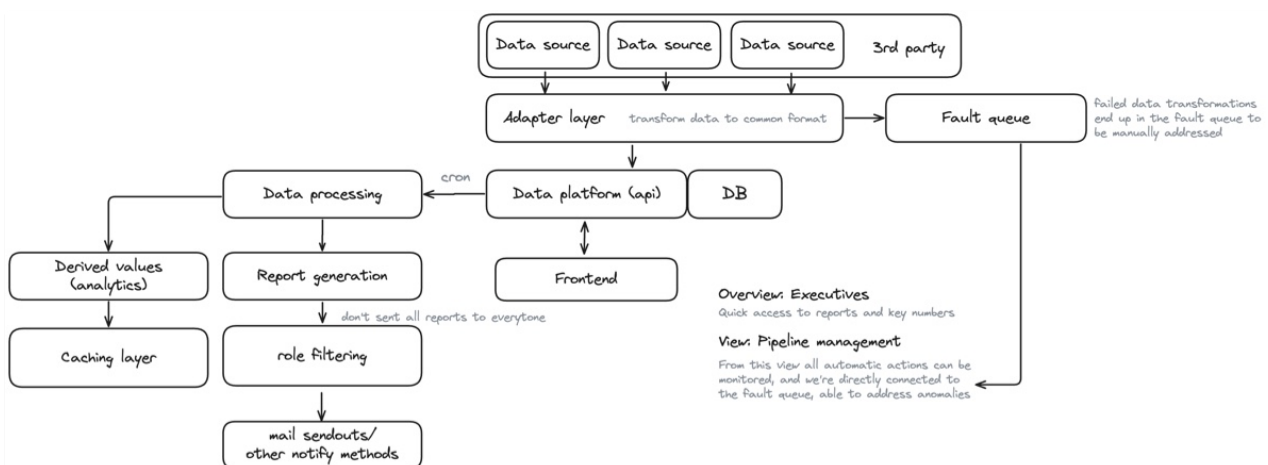 Data source
Data source
Data source
3rd party
Adapter layer
transform data to common format
Fault queue
failed data transformations
end up in the fault queue to
be manually addressed
Data processing
cron
Data platform (api)
DB
Derived values
(analytics)
Report generation
Frontend
don't sent all reports to everytone
Caching layer
role filtering
mail sendouts/
other notify methods
Overview: Executives
Quick access to reports and key numbers
View: Pipeline management
From this view all automatic actions can be
monitored, and we're directly connected to
the fault queue, able to address anomalies